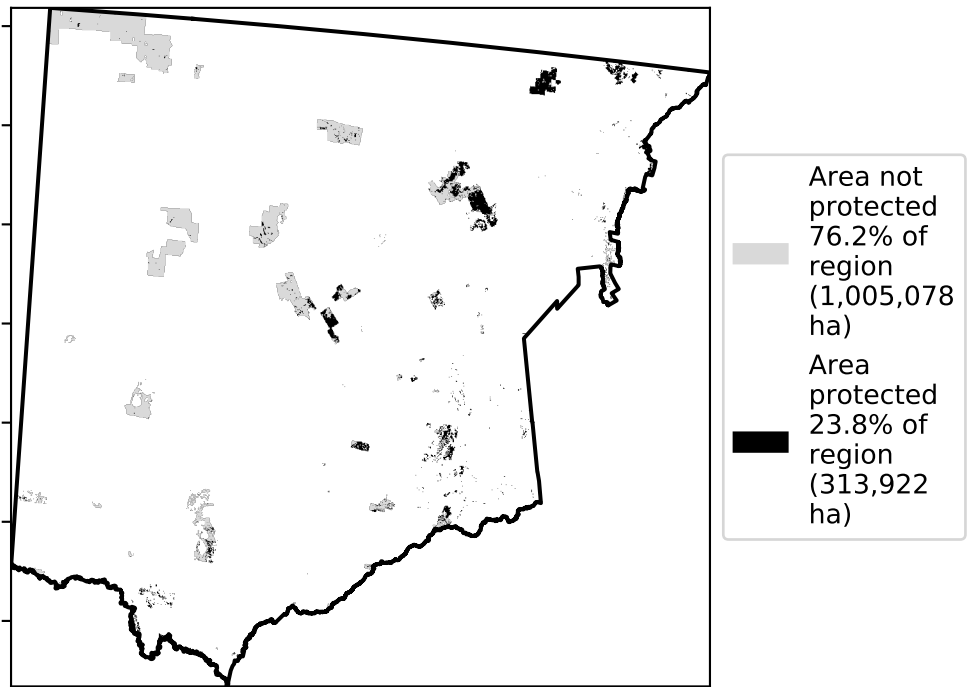 Area not
protected
76.2% of
region
(1,005,078
ha)
Area
protected
23.8% of
region
(313,922
ha)